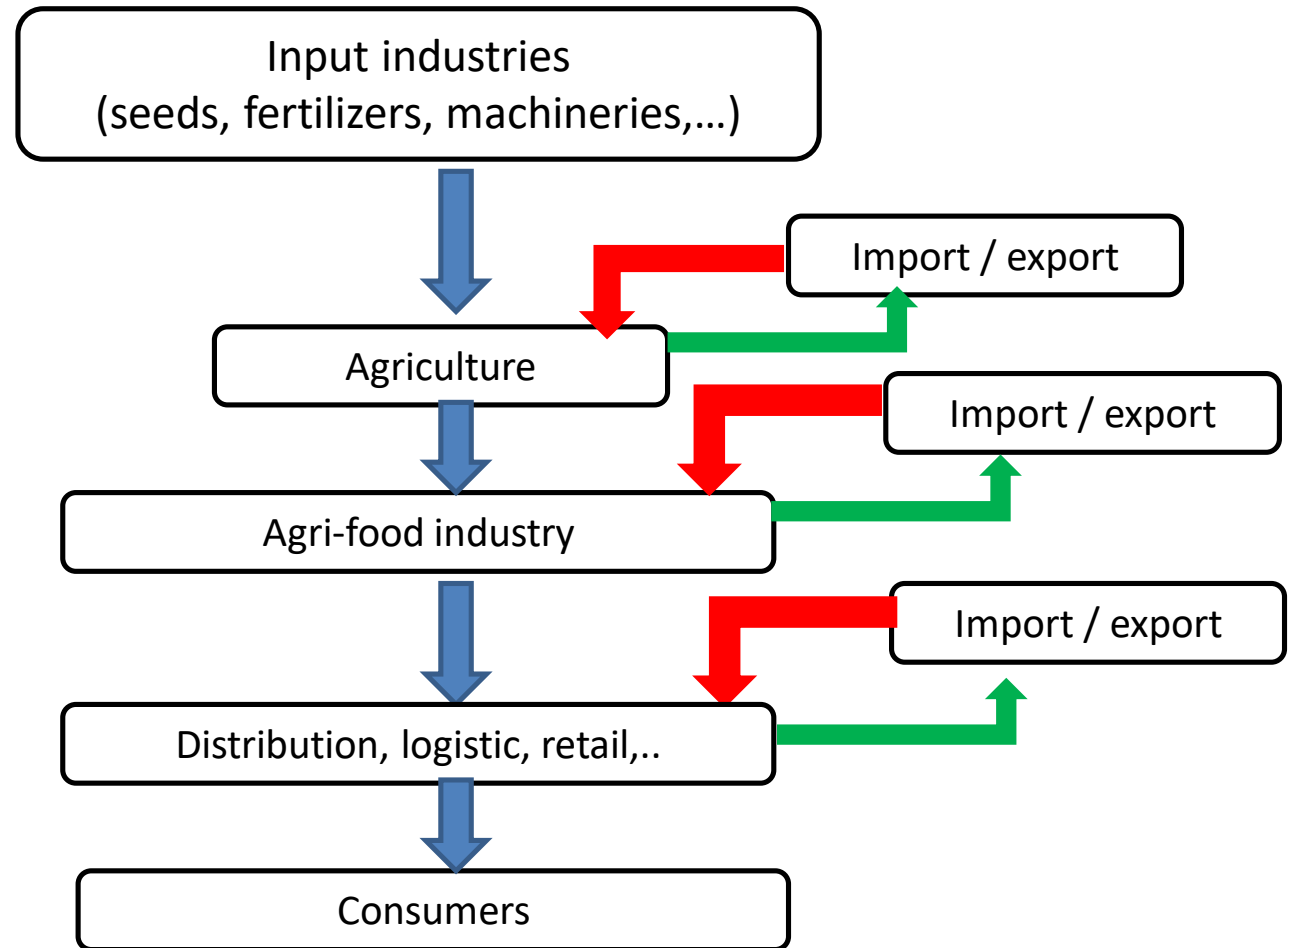 Input industries
(seeds, fertilizers, machineries,…)
Import / export
Agriculture
Import / export
Agri-food industry
Import / export
Distribution, logistic, retail,..
Consumers